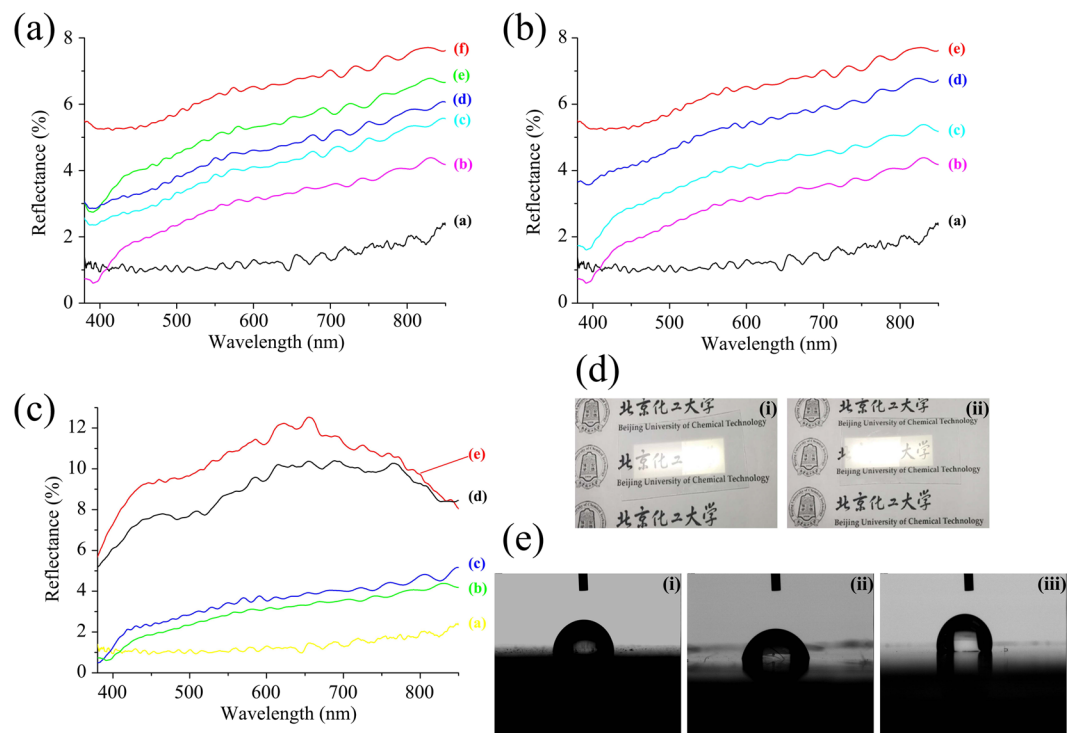 (a)
8
6
4
2
0
Reflectance (%)
400 500 600 700 800
Wavelength (nm)
(f)
(e)
(d)
(c)
(b)
(a)
(b)
8
6
4
2
0
Reflectance (%)
400 500 600 700 800
Wavelength (nm)
(e)
(d)
(c)
(b)
(a)
(c)
12
10
8
6
4
2
0
Reflectance (%)
400 500 600 700 800
Wavelength (nm)
(e)
(d)
(c)
(b)
(a)
(d)
(i)
北京化工大学
Beijing University of Chemical Technology
北京化工
Beijing University of Chemical Technology
北京化工大学
Beijing University of Chemical Technology
(ii)
北京化工大学
Beijing University of Chemical Technology
大学
Beijing University of Chemical Technology
北京化工大学
Beijing University of Chemical Technology
(e)
(i)
(ii)
(iii)